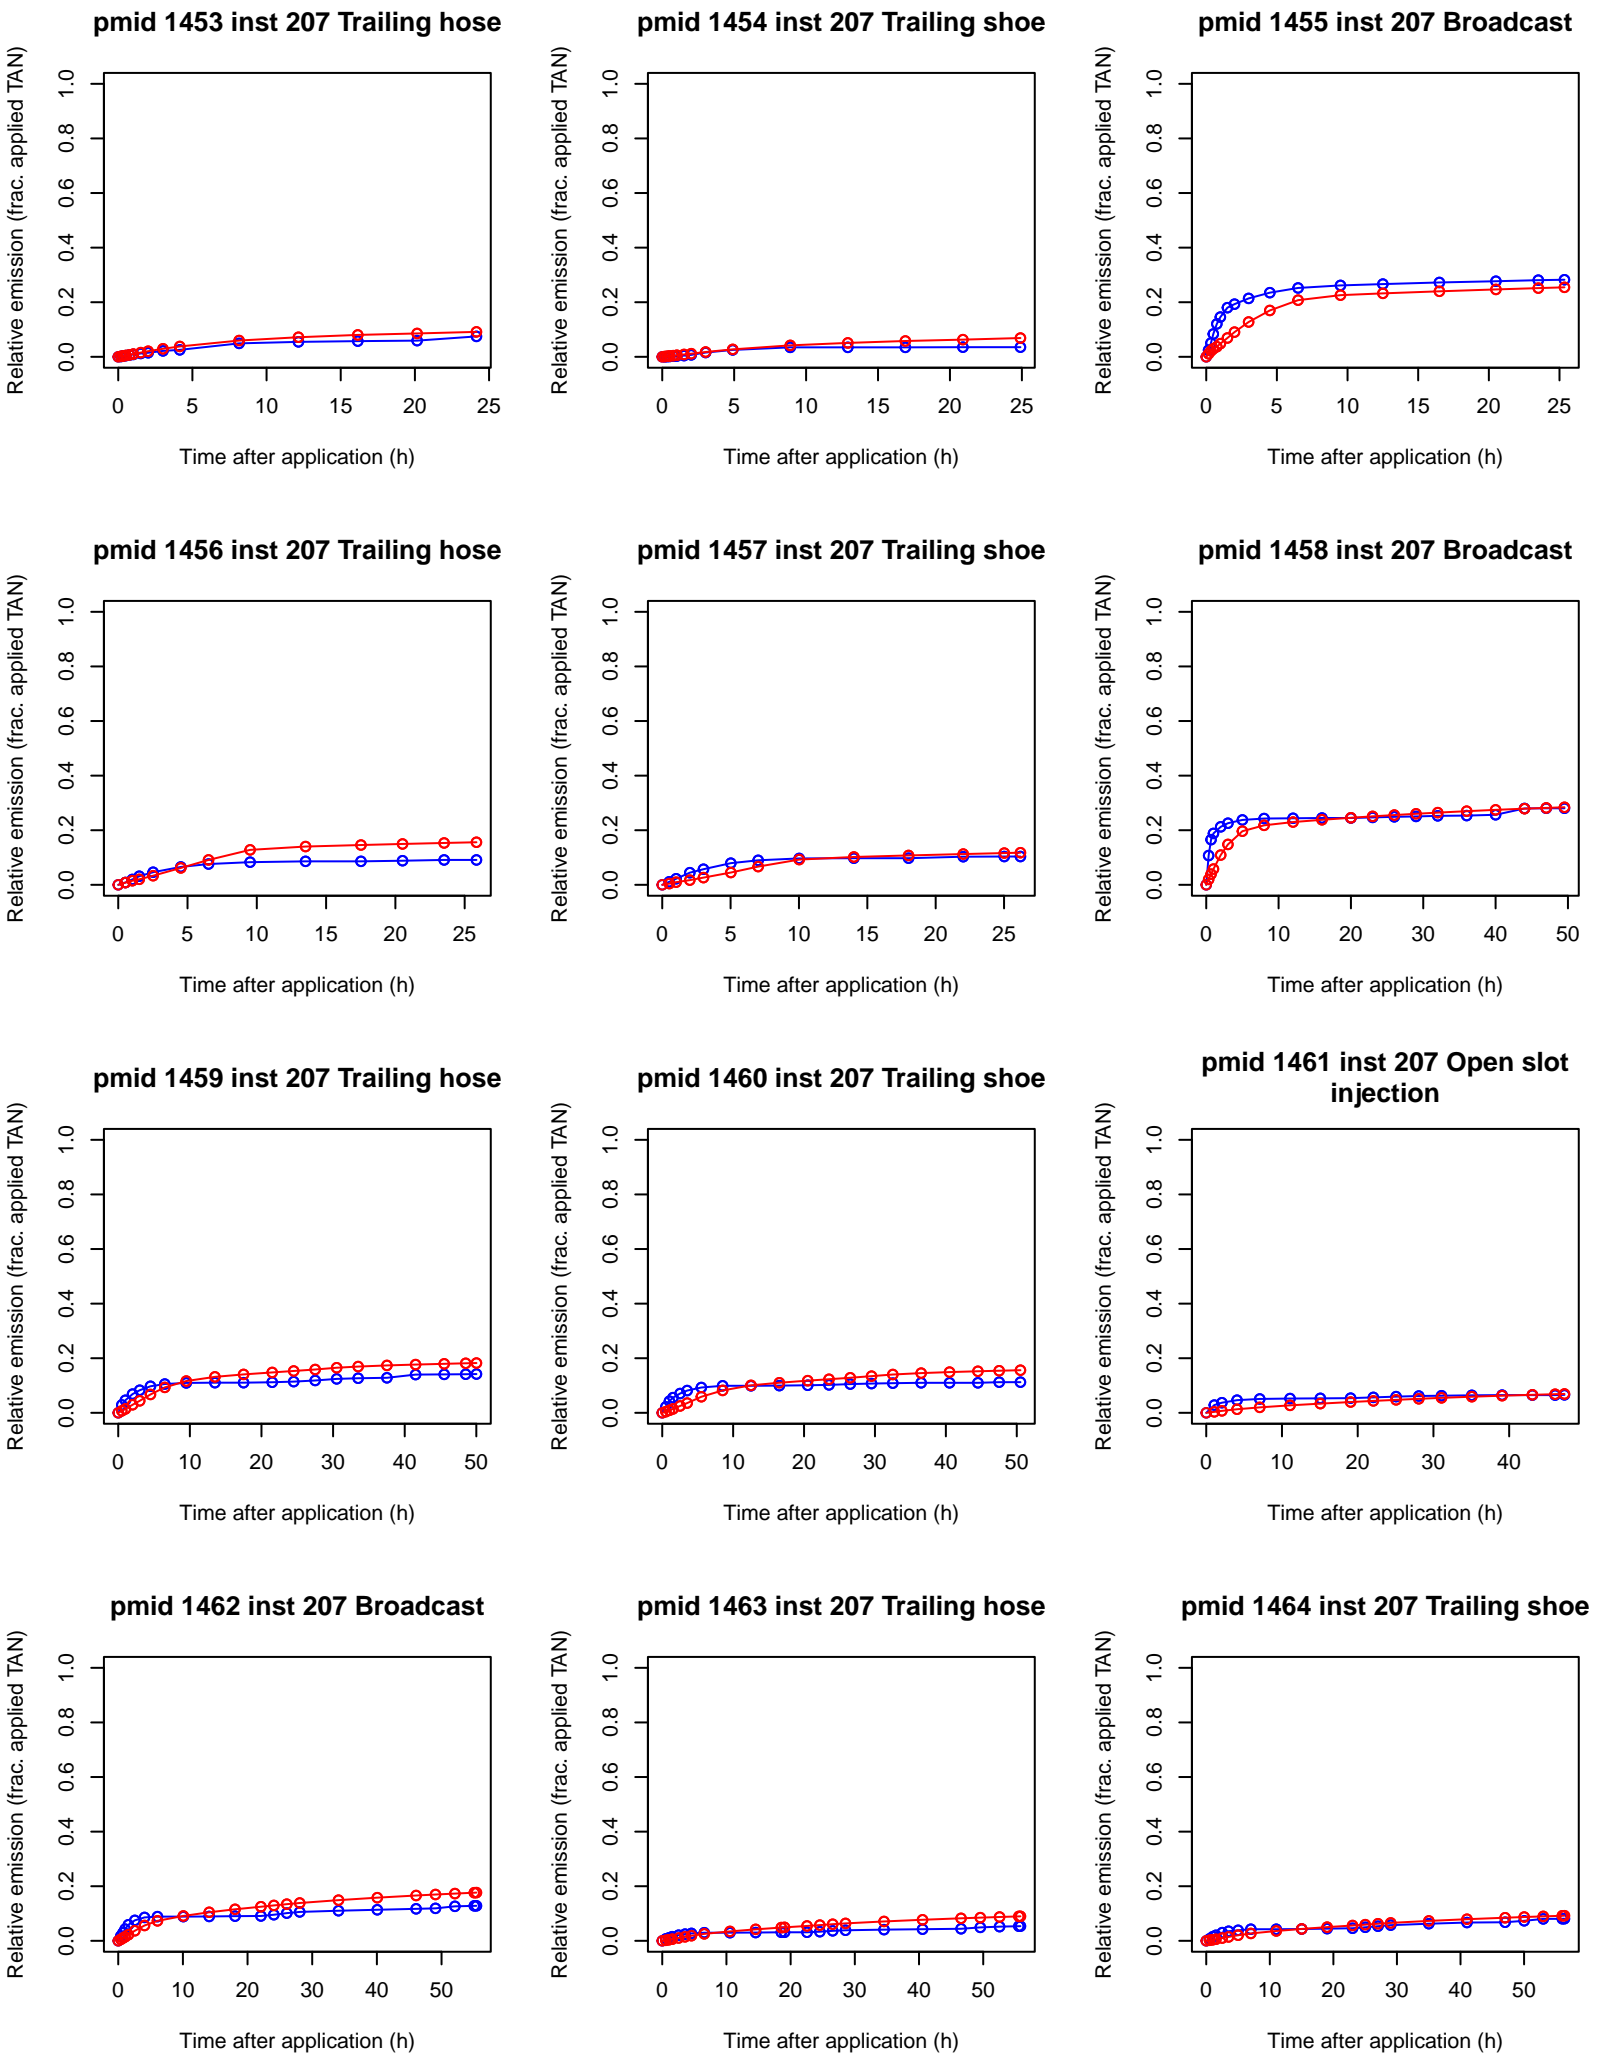 pmid 1453 inst 207 Trailing hose
Relative emission (frac. applied TAN)
1.0
0.8
0.6
0.4
0.2
0.0
0 5 10 15 20 25
Time after application (h)
pmid 1454 inst 207 Trailing shoe
Relative emission (frac. applied TAN)
1.0
0.8
0.6
0.4
0.2
0.0
0 5 10 15 20 25
Time after application (h)
pmid 1455 inst 207 Broadcast
Relative emission (frac. applied TAN)
1.0
0.8
0.6
0.4
0.2
0.0
0 5 10 15 20 25
Time after application (h)
pmid 1456 inst 207 Trailing hose
Relative emission (frac. applied TAN)
1.0
0.8
0.6
0.4
0.2
0.0
0 5 10 15 20 25
Time after application (h)
pmid 1457 inst 207 Trailing shoe
Relative emission (frac. applied TAN)
1.0
0.8
0.6
0.4
0.2
0.0
0 5 10 15 20 25
Time after application (h)
pmid 1458 inst 207 Broadcast
Relative emission (frac. applied TAN)
1.0
0.8
0.6
0.4
0.2
0.0
0 10 20 30 40 50
Time after application (h)
pmid 1459 inst 207 Trailing hose
Relative emission (frac. applied TAN)
1.0
0.8
0.6
0.4
0.2
0.0
0 10 20 30 40 50
Time after application (h)
pmid 1460 inst 207 Trailing shoe
Relative emission (frac. applied TAN)
1.0
0.8
0.6
0.4
0.2
0.0
0 10 20 30 40 50
Time after application (h)
pmid 1461 inst 207 Open slot
injection
Relative emission (frac. applied TAN)
1.0
0.8
0.6
0.4
0.2
0.0
0 10 20 30 40
Time after application (h)
pmid 1462 inst 207 Broadcast
Relative emission (frac. applied TAN)
1.0
0.8
0.6
0.4
0.2
0.0
0 10 20 30 40 50
Time after application (h)
pmid 1463 inst 207 Trailing hose
Relative emission (frac. applied TAN)
1.0
0.8
0.6
0.4
0.2
0.0
0 10 20 30 40 50
Time after application (h)
pmid 1464 inst 207 Trailing shoe
Relative emission (frac. applied TAN)
1.0
0.8
0.6
0.4
0.2
0.0
0 10 20 30 40 50
Time after application (h)